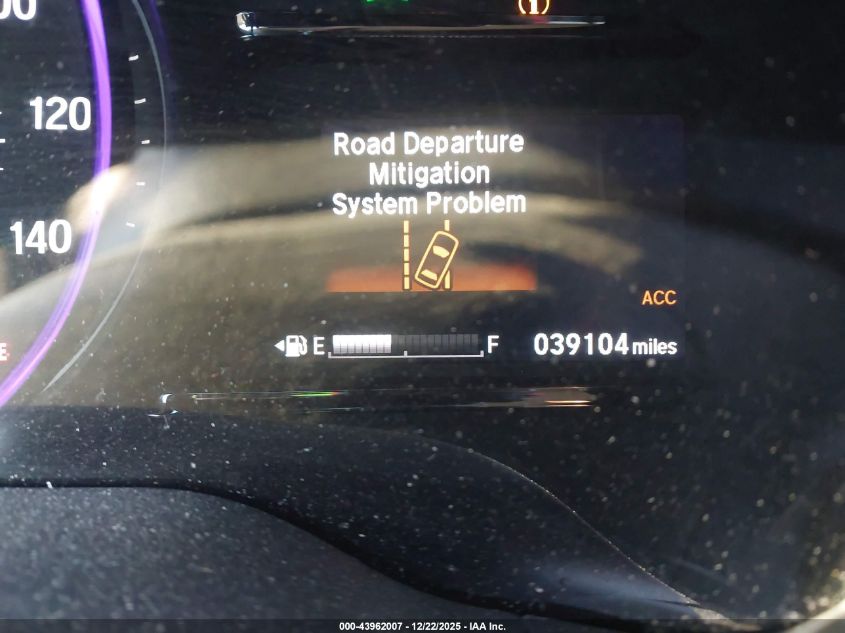 120
Road Departure
Mitigation
System Problem
140
ACC
E F 039104 miles
000-43962007 - 12/22/2025 - IAA Inc.